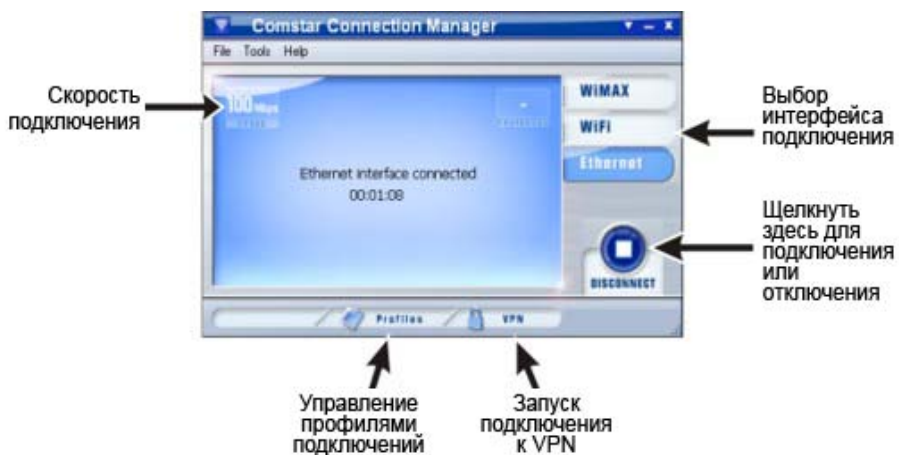 Comstar Connection Manager
File Tools Help
100 Mbps
WiMAX
WiFi
Ethernet
Ethernet interface connected
00:01:08
DISCONNECT
Profiles
VPN
Скорость
подключения
Выбор
интерфейса
подключения
Щелкнуть
здесь для
подключения
или
отключения
Управление
профилями
подключений
Запуск
подключения
к VPN